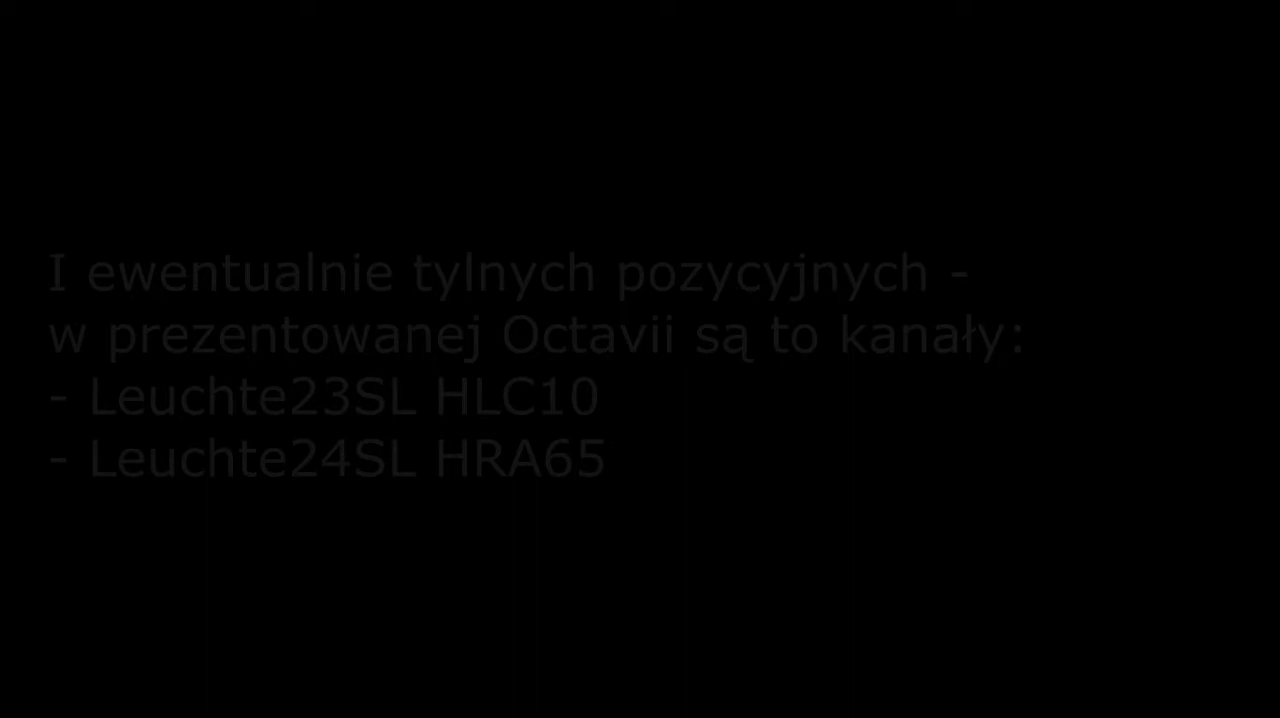 I ewentualnie tylnych pozycyjnych -
w prezentowanej Octavii są to kanały:
- Leuchte23SL HLC10
- Leuchte24SL HRA65